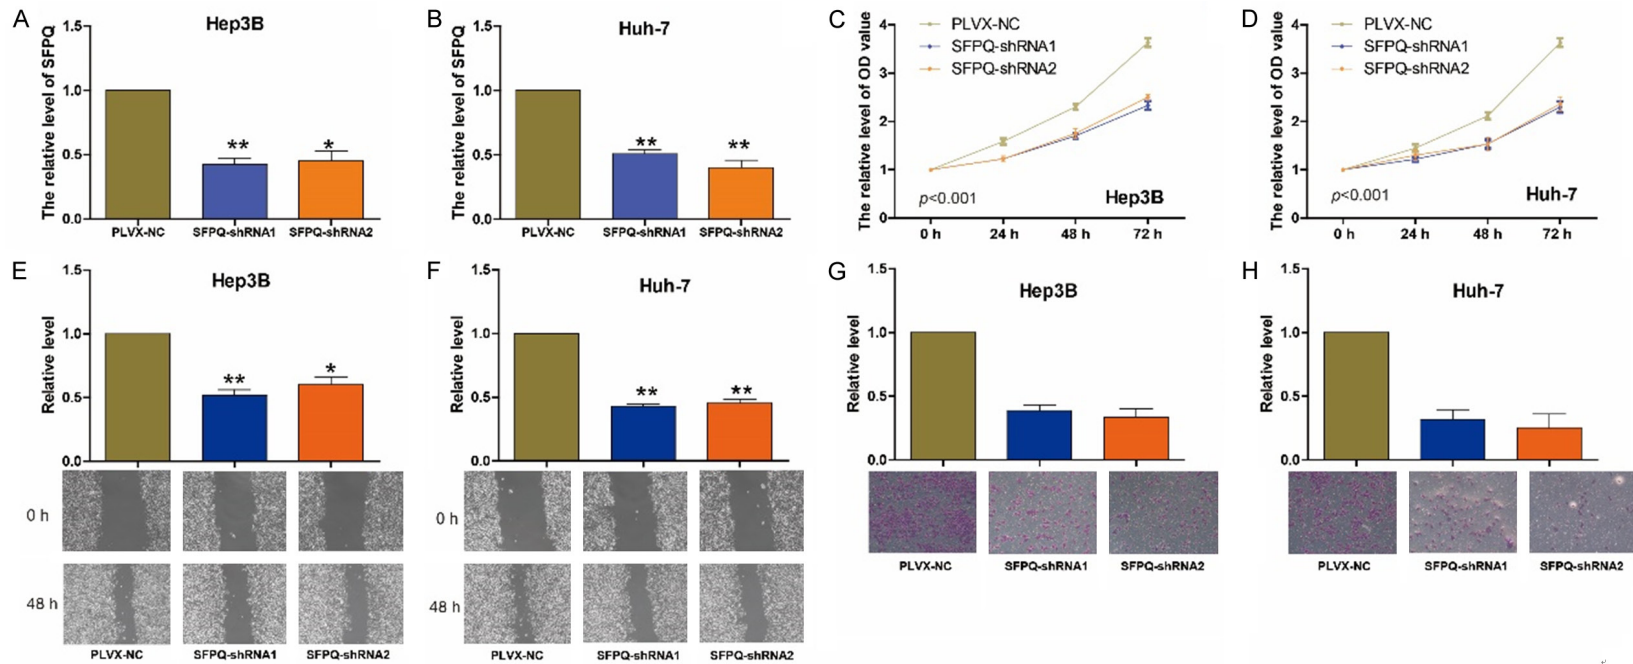 A
Hep3B
The relative level of SFPQ
1.5
1.0
0.5
0.0
**
*
PLVX-NC
SFPQ-shRNA1
SFPQ-shRNA2
B
Huh-7
The relative level of SFPQ
1.5
1.0
0.5
0.0
**
**
PLVX-NC
SFPQ-shRNA1
SFPQ-shRNA2
C
The relative level of OD value
4
3
2
1
0
PLVX-NC
SFPQ-shRNA1
SFPQ-shRNA2
p<0.001
Hep3B
0 h
24 h
48 h
72 h
D
The relative level of OD value
4
3
2
1
0
PLVX-NC
SFPQ-shRNA1
SFPQ-shRNA2
p<0.001
Huh-7
0 h
24 h
48 h
72 h
E
Hep3B
Relative level
1.5
1.0
0.5
0.0
**
*
0 h
48 h
PLVX-NC
SFPQ-shRNA1
SFPQ-shRNA2
F
Huh-7
Relative level
1.5
1.0
0.5
0.0
**
**
0 h
48 h
PLVX-NC
SFPQ-shRNA1
SFPQ-shRNA2
G
Hep3B
Relative level
1.5
1.0
0.5
0.0
PLVX-NC
SFPQ-shRNA1
SFPQ-shRNA2
H
Huh-7
Relative level
1.5
1.0
0.5
0.0
PLVX-NC
SFPQ-shRNA1
SFPQ-shRNA2